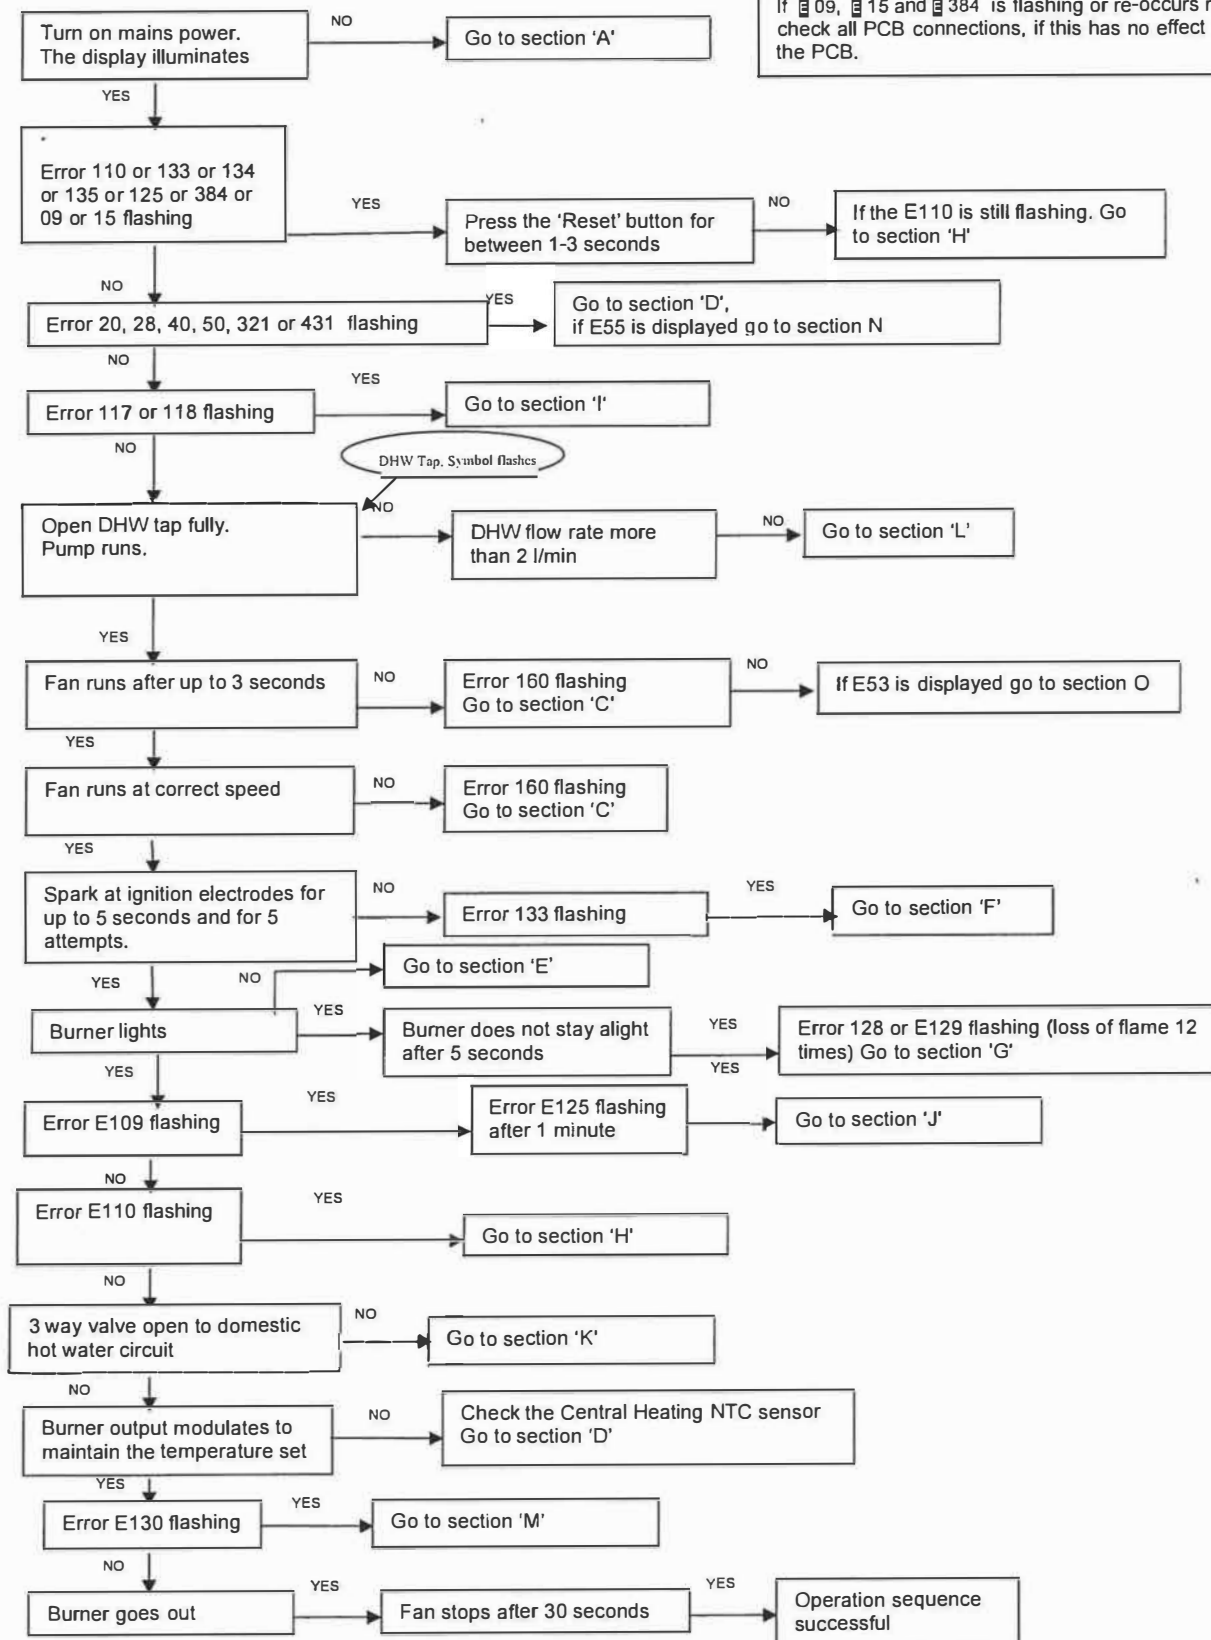 If E 09, E 15 and E 384 is flashing or re-occurs
check all PCB connections, if this has no effect
the PCB.
Turn on mains power.
The display illuminates
NO
Go to section 'A'
YES
Error 110 or 133 or 134
or 135 or 125 or 384 or
09 or 15 flashing
YES
Press the 'Reset' button for
between 1-3 seconds
NO
If the E110 is still flashing. Go
to section 'H'
NO
Error 20, 28, 40, 50, 321 or 431 flashing
YES
Go to section 'D',
if E55 is displayed go to section N
NO
Error 117 or 118 flashing
YES
Go to section 'I'
NO
DHW Tap. Symbol flashes
Open DHW tap fully.
Pump runs.
NO
DHW flow rate more
than 2 l/min
NO
Go to section 'L'
YES
Fan runs after up to 3 seconds
NO
Error 160 flashing
Go to section 'C'
NO
If E53 is displayed go to section O
YES
Fan runs at correct speed
NO
Error 160 flashing
Go to section 'C'
YES
Spark at ignition electrodes for
up to 5 seconds and for 5
attempts.
NO
Error 133 flashing
YES
Go to section 'F'
YES
NO
Go to section 'E'
Burner lights
YES
Burner does not stay alight
after 5 seconds
YES
YES
Error 128 or E129 flashing (loss of flame 12
times) Go to section 'G'
YES
Error E109 flashing
YES
Error E125 flashing
after 1 minute
Go to section 'J'
NO
Error E110 flashing
YES
Go to section 'H'
NO
3 way valve open to domestic
hot water circuit
NO
Go to section 'K'
NO
Burner output modulates to
maintain the temperature set
NO
Check the Central Heating NTC sensor
Go to section 'D'
YES
Error E130 flashing
YES
Go to section 'M'
NO
Burner goes out
YES
Fan stops after 30 seconds
YES
Operation sequence
successful